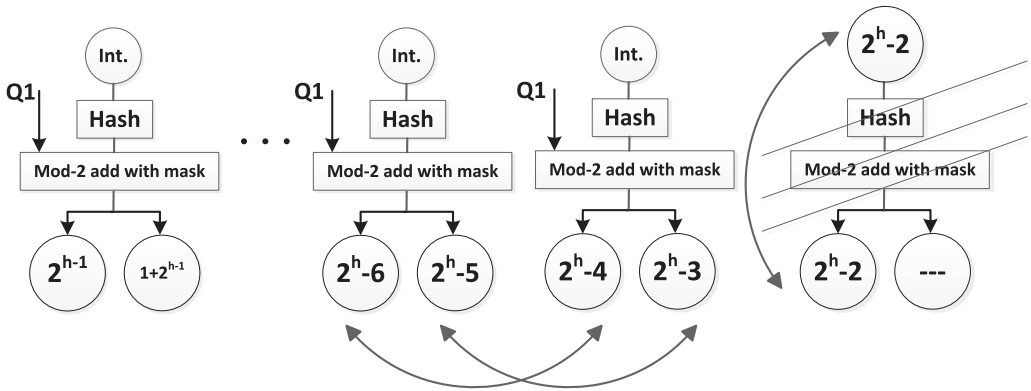 2^h-2
Int.
Int.
Int.
Q1
Hash
Q1
Hash
Q1
Hash
Hash
. . .
Mod-2 add with mask
Mod-2 add with mask
Mod-2 add with mask
Mod-2 add with mask
2^h-1
1+2^h-1
2^h-6
2^h-5
2^h-4
2^h-3
2^h-2
---